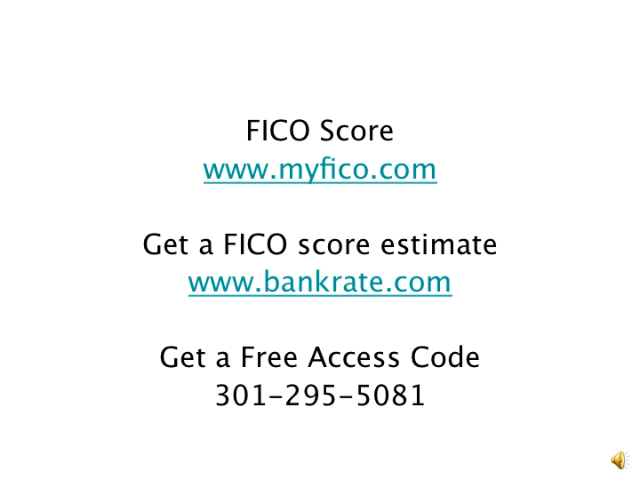 FICO Score
www.myfico.com
Get a FICO score estimate
www.bankrate.com
Get a Free Access Code
301-295-5081